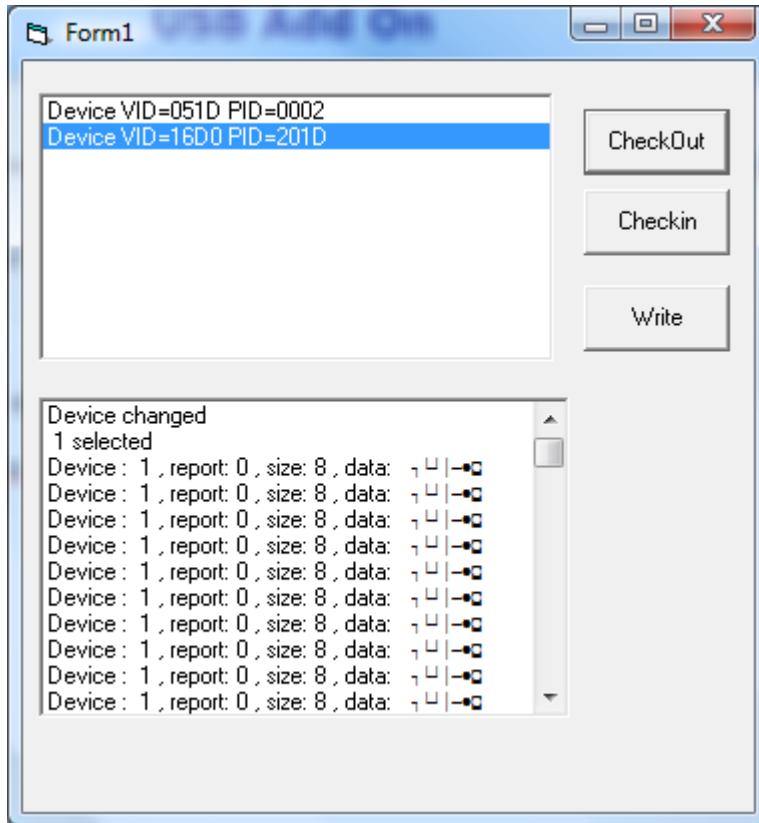 USB Add On
Form1
Device VID=051D PID=0002
Device VID=16D0 PID=201D
CheckOut
Checkin
Write
Device changed
1 selected
Device : 1 , report: 0 , size: 8 , data: ┐└┘|─•◘
Device : 1 , report: 0 , size: 8 , data: ┐└┘|─•◘
Device : 1 , report: 0 , size: 8 , data: ┐└┘|─•◘
Device : 1 , report: 0 , size: 8 , data: ┐└┘|─•◘
Device : 1 , report: 0 , size: 8 , data: ┐└┘|─•◘
Device : 1 , report: 0 , size: 8 , data: ┐└┘|─•◘
Device : 1 , report: 0 , size: 8 , data: ┐└┘|─•◘
Device : 1 , report: 0 , size: 8 , data: ┐└┘|─•◘
Device : 1 , report: 0 , size: 8 , data: ┐└┘|─•◘
Device : 1 , report: 0 , size: 8 , data: ┐└┘|─•◘